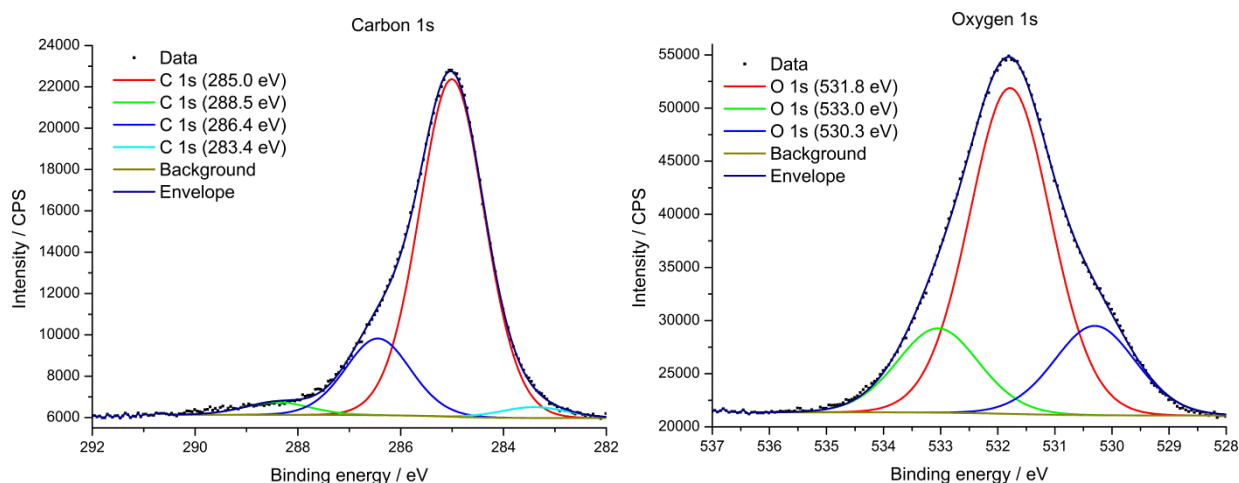 Carbon 1s
24000
22000
20000
18000
16000
14000
12000
10000
8000
6000
Intensity / CPS
Data
C 1s (285.0 eV)
C 1s (288.5 eV)
C 1s (286.4 eV)
C 1s (283.4 eV)
Background
Envelope
292 290 288 286 284 282
Binding energy / eV
Oxygen 1s
55000
50000
45000
40000
35000
30000
25000
20000
Intensity / CPS
Data
O 1s (531.8 eV)
O 1s (533.0 eV)
O 1s (530.3 eV)
Background
Envelope
537 536 535 534 533 532 531 530 529 528
Binding energy / eV